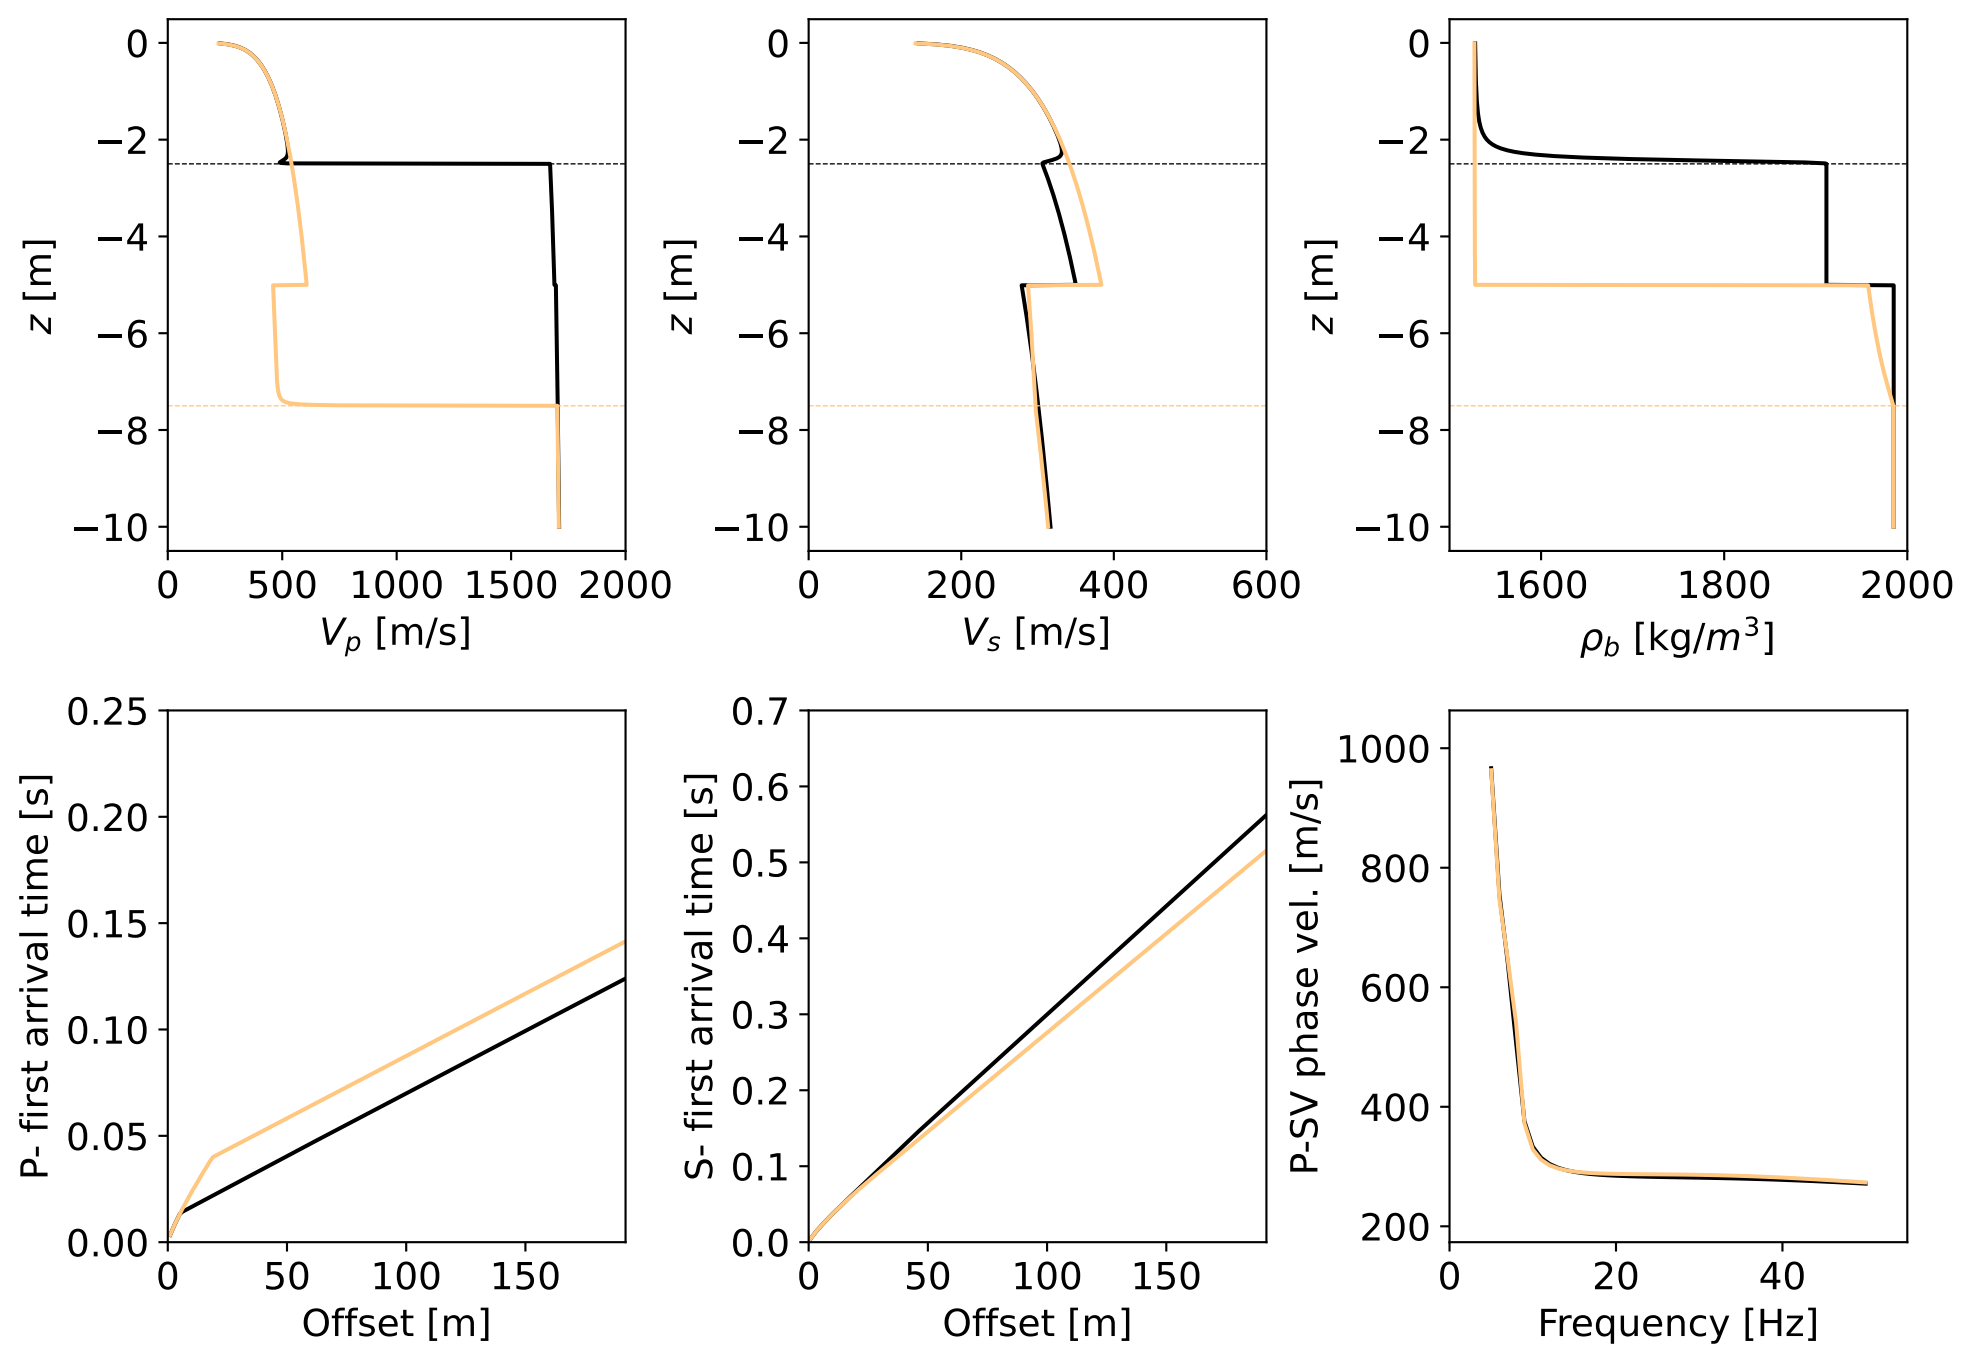 0
−2
−4
−6
−8
−10
z [m]
0 500 1000 1500 2000
V_p [m/s]
0
−2
−4
−6
−8
−10
z [m]
0 200 400 600
V_s [m/s]
0
−2
−4
−6
−8
−10
z [m]
1600 1800 2000
ρ_b [kg/m³]
0.25
0.20
0.15
0.10
0.05
0.00
P- first arrival time [s]
0 50 100 150
Offset [m]
0.7
0.6
0.5
0.4
0.3
0.2
0.1
0.0
S- first arrival time [s]
0 50 100 150
Offset [m]
1000
800
600
400
200
P-SV phase vel. [m/s]
0 20 40
Frequency [Hz]